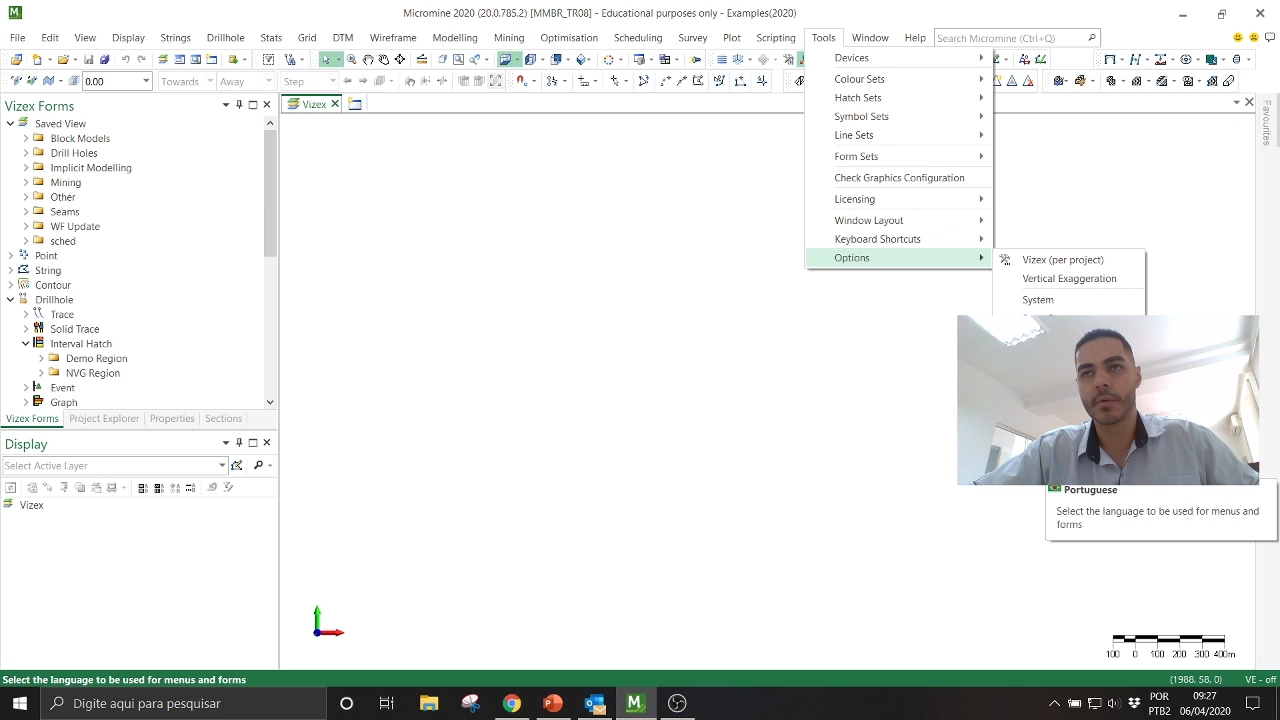 Micromine 2020 (20.0.785.2) [MMBR_TR08] - Educational purposes only - Examples(2020)
File Edit View Display Strings Drillhole Stats Grid DTM Wireframe Modelling Mining Optimisation Scheduling Survey Plot Scripting Tools Window Help Search Micromine (Ctrl+Q)
0.00 Towards Away Step
Vizex Forms
Saved View
Block Models
Drill Holes
Implicit Modelling
Mining
Other
Seams
WF Update
sched
Point
String
Contour
Drillhole
Trace
Solid Trace
Interval Hatch
Demo Region
NVG Region
Event
Graph
Vizex Forms Project Explorer Properties Sections
Display
Select Active Layer
Vizex
Vizex
Devices
Colour Sets
Hatch Sets
Symbol Sets
Line Sets
Form Sets
Check Graphics Configuration
Licensing
Window Layout
Keyboard Shortcuts
Options
Vizex (per project)
Vertical Exaggeration
System
Favourites
Portuguese
Select the language to be used for menus and
forms
100 0 100 200 300 400m
Select the language to be used for menus and forms
(1988, 58, 0) VE - off
Digite aqui para pesquisar
POR
PTB2
09:27
06/04/2020